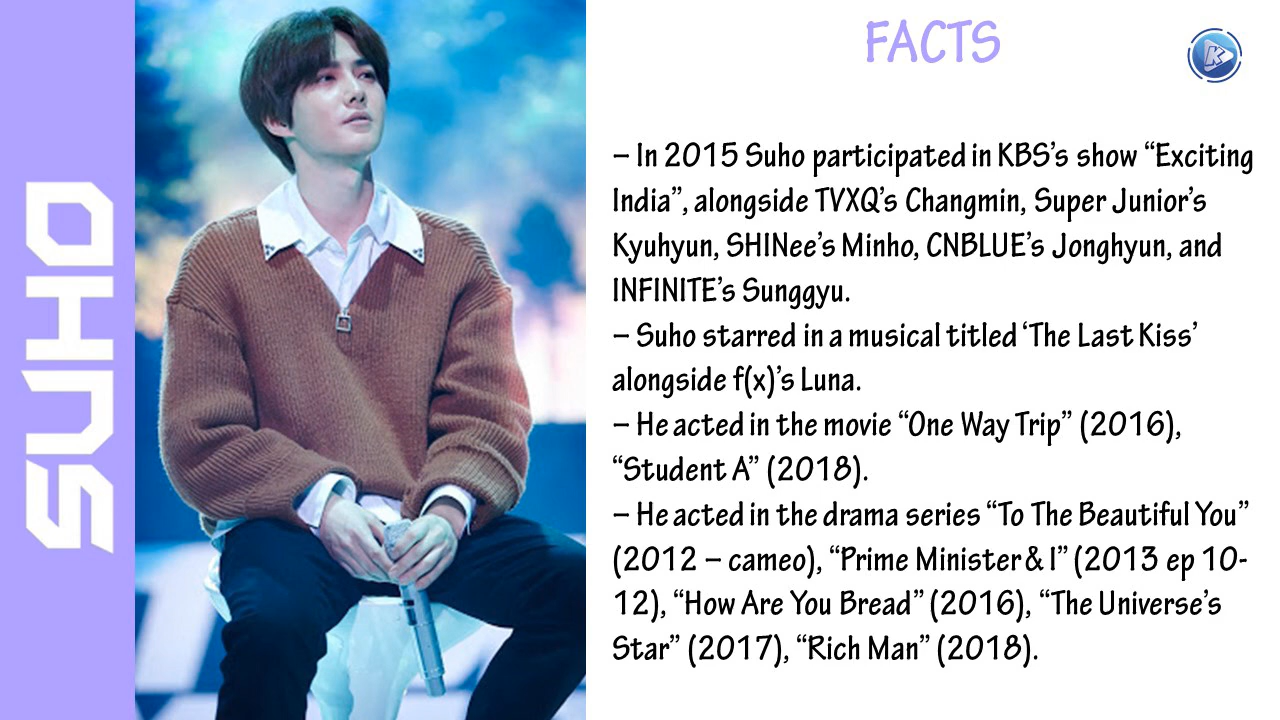 SUHO
FACTS
K
– In 2015 Suho participated in KBS’s show “Exciting
India”, alongside TVXQ’s Changmin, Super Junior’s
Kyuhyun, SHINee’s Minho, CNBLUE’s Jonghyun, and
INFINITE’s Sunggyu.
– Suho starred in a musical titled ‘The Last Kiss’
alongside f(x)’s Luna.
– He acted in the movie “One Way Trip” (2016),
“Student A” (2018).
– He acted in the drama series “To The Beautiful You”
(2012 – cameo), “Prime Minister & I” (2013 ep 10-
12), “How Are You Bread” (2016), “The Universe’s
Star” (2017), “Rich Man” (2018).